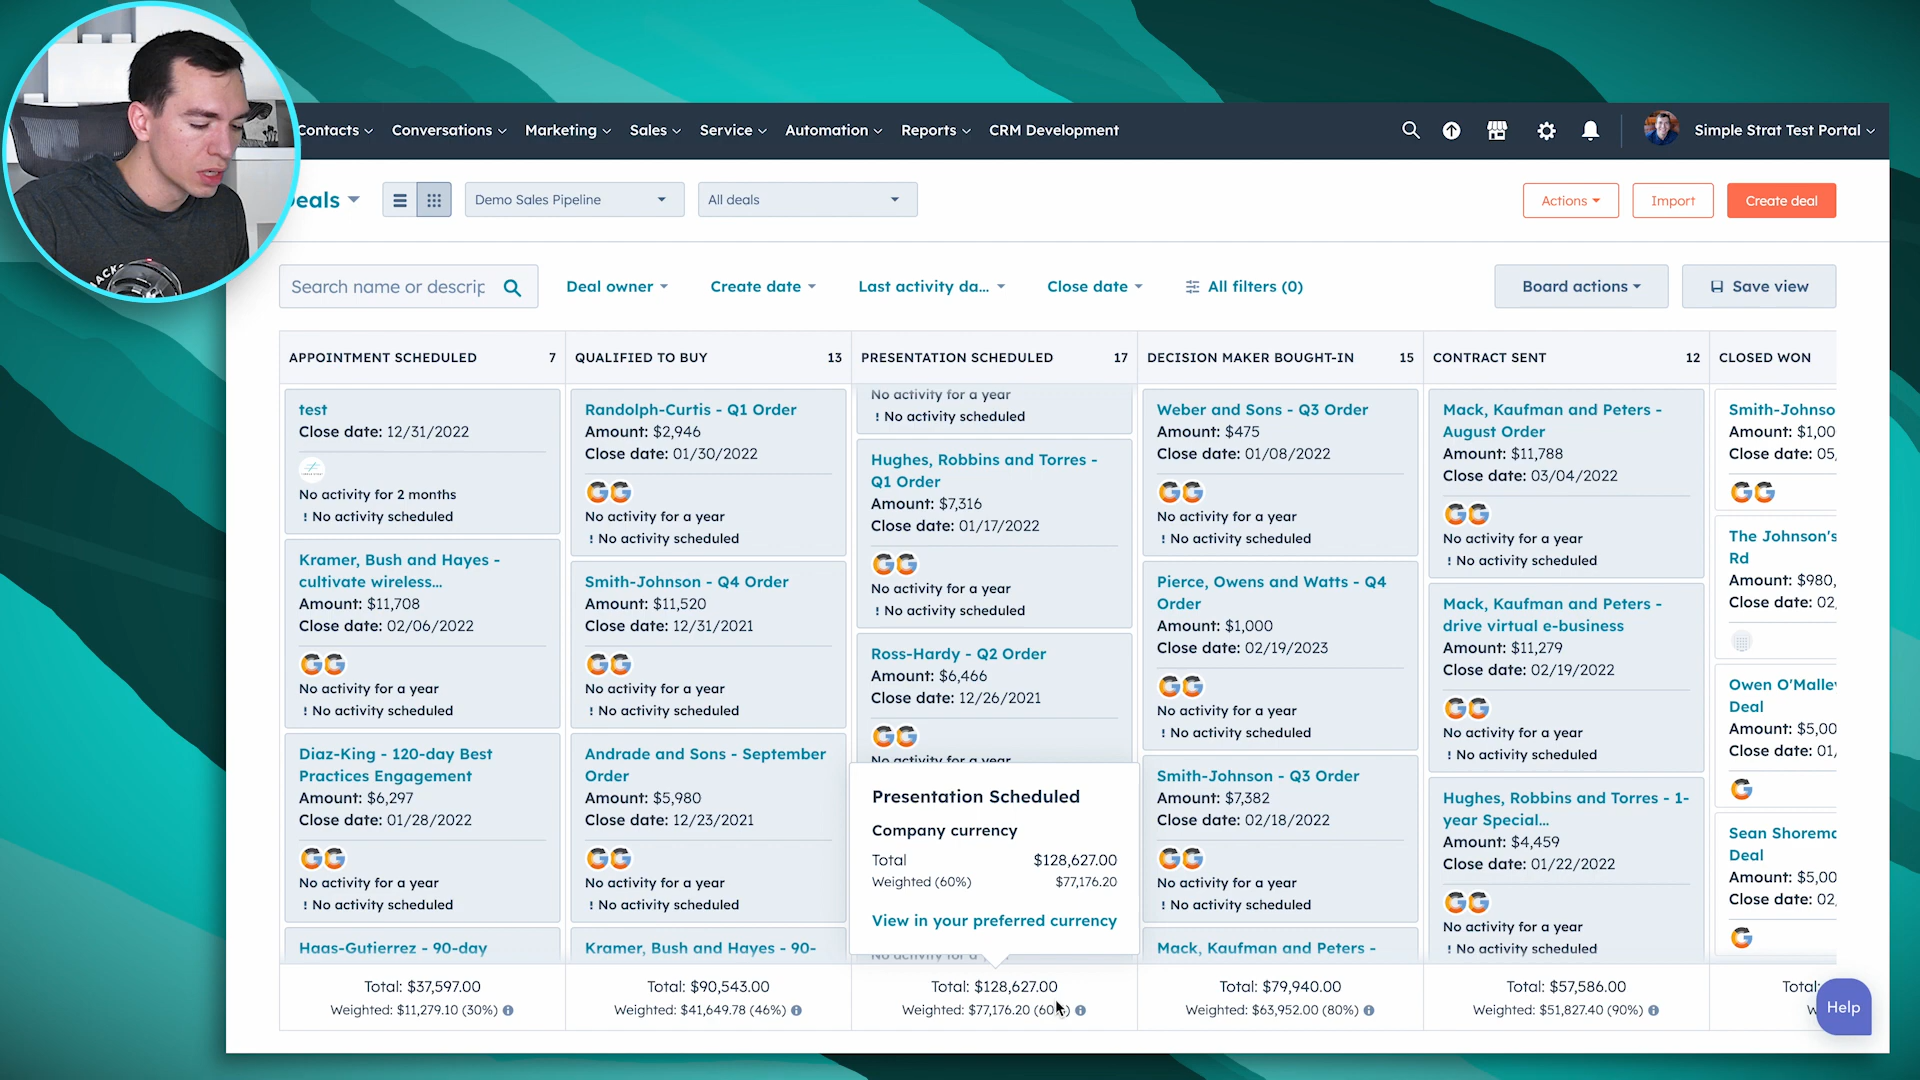 Contacts
Conversations
Marketing
Sales
Service
Automation
Reports
CRM Development
Simple Strat Test Portal
Deals
Demo Sales Pipeline
All deals
Actions
Import
Create deal
Search name or descrip
Deal owner
Create date
Last activity da...
Close date
All filters (0)
Board actions
Save view
APPOINTMENT SCHEDULED 7
test
Close date: 12/31/2022
No activity for 2 months
! No activity scheduled
Kramer, Bush and Hayes -
cultivate wireless...
Amount: $11,708
Close date: 02/06/2022
No activity for a year
! No activity scheduled
Diaz-King - 120-day Best
Practices Engagement
Amount: $6,297
Close date: 01/28/2022
No activity for a year
! No activity scheduled
Haas-Gutierrez - 90-day
Total: $37,597.00
Weighted: $11,279.10 (30%)
QUALIFIED TO BUY 13
Randolph-Curtis - Q1 Order
Amount: $2,946
Close date: 01/30/2022
No activity for a year
! No activity scheduled
Smith-Johnson - Q4 Order
Amount: $11,520
Close date: 12/31/2021
No activity for a year
! No activity scheduled
Andrade and Sons - September
Order
Amount: $5,980
Close date: 12/23/2021
No activity for a year
! No activity scheduled
Kramer, Bush and Hayes - 90-
Total: $90,543.00
Weighted: $41,649.78 (46%)
PRESENTATION SCHEDULED 17
No activity for a year
! No activity scheduled
Hughes, Robbins and Torres -
Q1 Order
Amount: $7,316
Close date: 01/17/2022
No activity for a year
! No activity scheduled
Ross-Hardy - Q2 Order
Amount: $6,466
Close date: 12/26/2021
No activity for a year
Presentation Scheduled
Company currency
Total $128,627.00
Weighted (60%) $77,176.20
View in your preferred currency
No activity for a
Total: $128,627.00
Weighted: $77,176.20 (60%)
DECISION MAKER BOUGHT-IN 15
Weber and Sons - Q3 Order
Amount: $475
Close date: 01/08/2022
No activity for a year
! No activity scheduled
Pierce, Owens and Watts - Q4
Order
Amount: $1,000
Close date: 02/19/2023
No activity for a year
! No activity scheduled
Smith-Johnson - Q3 Order
Amount: $7,382
Close date: 02/18/2022
No activity for a year
! No activity scheduled
Mack, Kaufman and Peters -
Total: $79,940.00
Weighted: $63,952.00 (80%)
CONTRACT SENT 12
Mack, Kaufman and Peters -
August Order
Amount: $11,788
Close date: 03/04/2022
No activity for a year
! No activity scheduled
Mack, Kaufman and Peters -
drive virtual e-business
Amount: $11,279
Close date: 02/19/2022
No activity for a year
! No activity scheduled
Hughes, Robbins and Torres - 1-
year Special...
Amount: $4,459
Close date: 01/22/2022
No activity for a year
! No activity scheduled
Total: $57,586.00
Weighted: $51,827.40 (90%)
CLOSED WON
Smith-Johnso
Amount: $1,00
Close date: 05,
The Johnson's
Rd
Amount: $980,
Close date: 02,
Owen O'Malley
Deal
Amount: $5,00
Close date: 01,
Sean Shorema
Deal
Amount: $5,00
Close date: 02,
Total:
W
Help